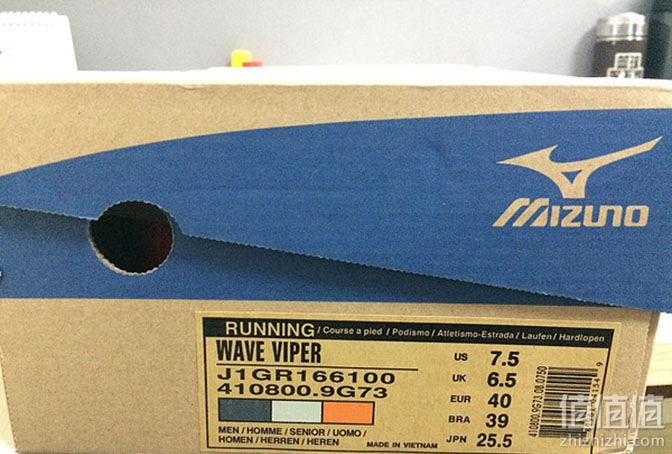 MIZUNO
RUNNING / Course a pied / Podismo / Atletismo-Estrada / Laufen / Hardlopen
WAVE VIPER
J1GR166100
410800.9G73
US 7.5
UK 6.5
EUR 40
BRA 39
JPN 25.5
MEN / HOMME / SENIOR / UOMO /
HOMEN / HERREN / HEREN
MADE IN VIETNAM
410800.9G73.08.0750
值值值
zhizhizhi.com